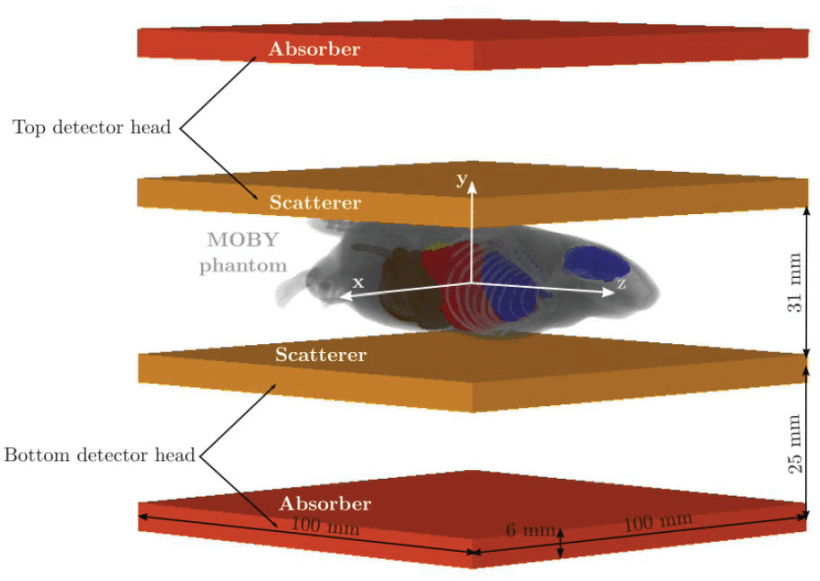 Absorber
Top detector head
y
Scatterer
MOBY
phantom
x
z
31 mm
Scatterer
Bottom detector head
25 mm
Absorber
100 mm
6 mm
100 mm